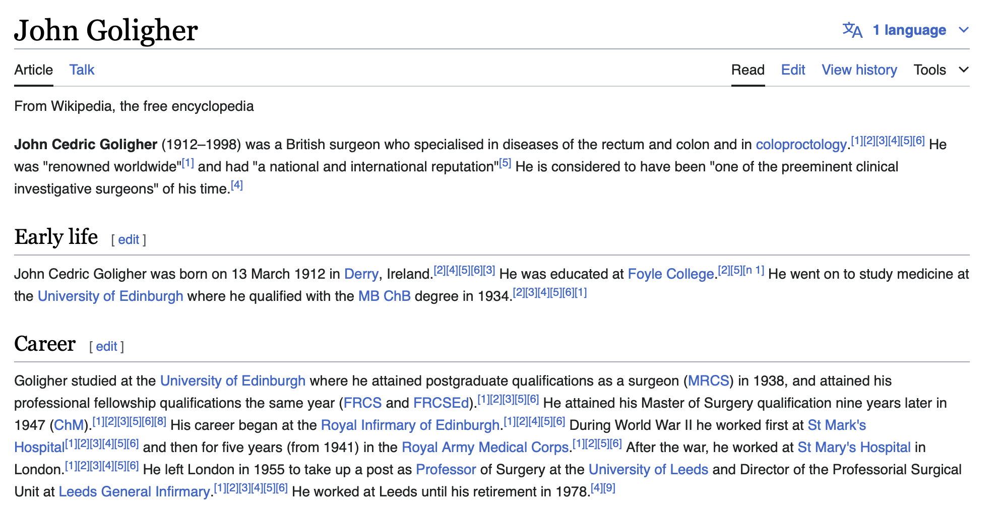 John Goligher
1 language
Article Talk Read Edit View history Tools
From Wikipedia, the free encyclopedia
John Cedric Goligher (1912–1998) was a British surgeon who specialised in diseases of the rectum and colon and in coloproctology.[1][2][3][4][5][6] He
was "renowned worldwide"[1] and had "a national and international reputation"[5] He is considered to have been "one of the preeminent clinical
investigative surgeons" of his time.[4]
Early life [ edit ]
John Cedric Goligher was born on 13 March 1912 in Derry, Ireland.[2][4][5][6][3] He was educated at Foyle College.[2][5][n 1] He went on to study medicine at
the University of Edinburgh where he qualified with the MB ChB degree in 1934.[2][3][4][5][6][1]
Career [ edit ]
Goligher studied at the University of Edinburgh where he attained postgraduate qualifications as a surgeon (MRCS) in 1938, and attained his
professional fellowship qualifications the same year (FRCS and FRCSEd).[1][2][3][5][6] He attained his Master of Surgery qualification nine years later in
1947 (ChM).[1][2][3][5][6][8] His career began at the Royal Infirmary of Edinburgh.[1][2][4][5][6] During World War II he worked first at St Mark's
Hospital[1][2][3][4][5][6] and then for five years (from 1941) in the Royal Army Medical Corps.[1][2][5][6] After the war, he worked at St Mary's Hospital in
London.[1][2][3][4][5][6] He left London in 1955 to take up a post as Professor of Surgery at the University of Leeds and Director of the Professorial Surgical
Unit at Leeds General Infirmary.[1][2][3][4][5][6] He worked at Leeds until his retirement in 1978.[4][9]